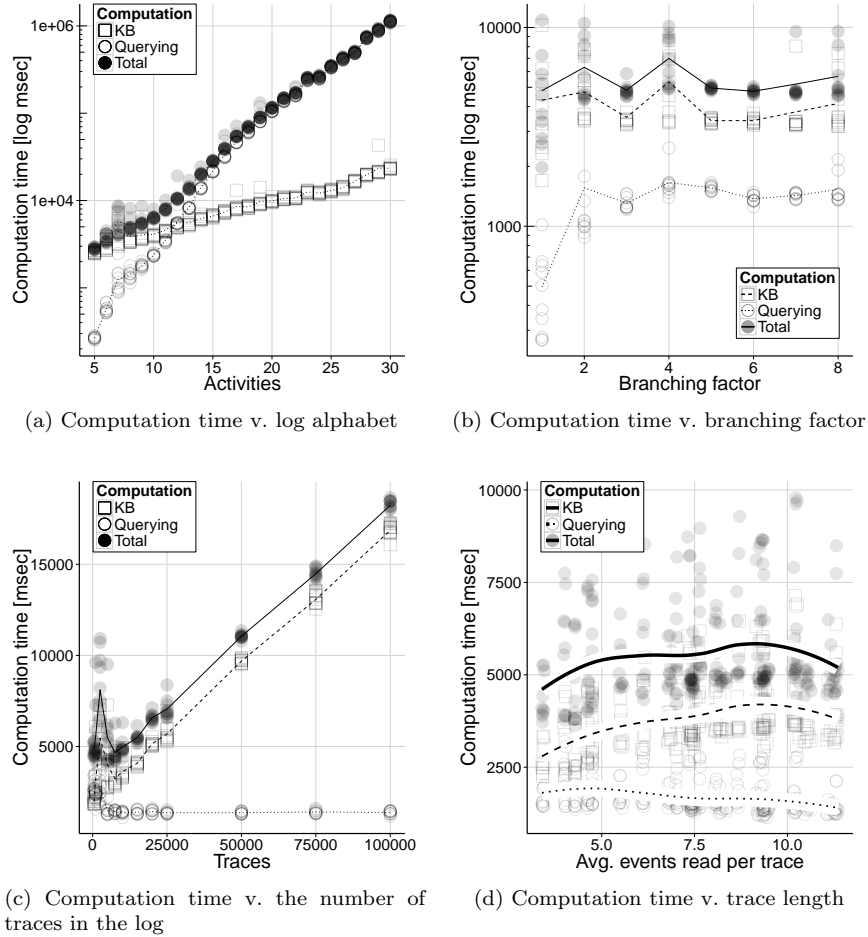 Computation
KB
Querying
Total
Computation time [log msec]
1e+06
1e+04
5 10 15 20 25 30
Activities
(a) Computation time v. log alphabet
Computation time [log msec]
10000
1000
Computation
KB
Querying
Total
2 4 6 8
Branching factor
(b) Computation time v. branching factor
Computation
KB
Querying
Total
Computation time [msec]
15000
10000
5000
0 25000 50000 75000 100000
Traces
(c) Computation time v. the number of
traces in the log
Computation
KB
Querying
Total
Computation time [msec]
10000
7500
5000
2500
5.0 7.5 10.0
Avg. events read per trace
(d) Computation time v. trace length